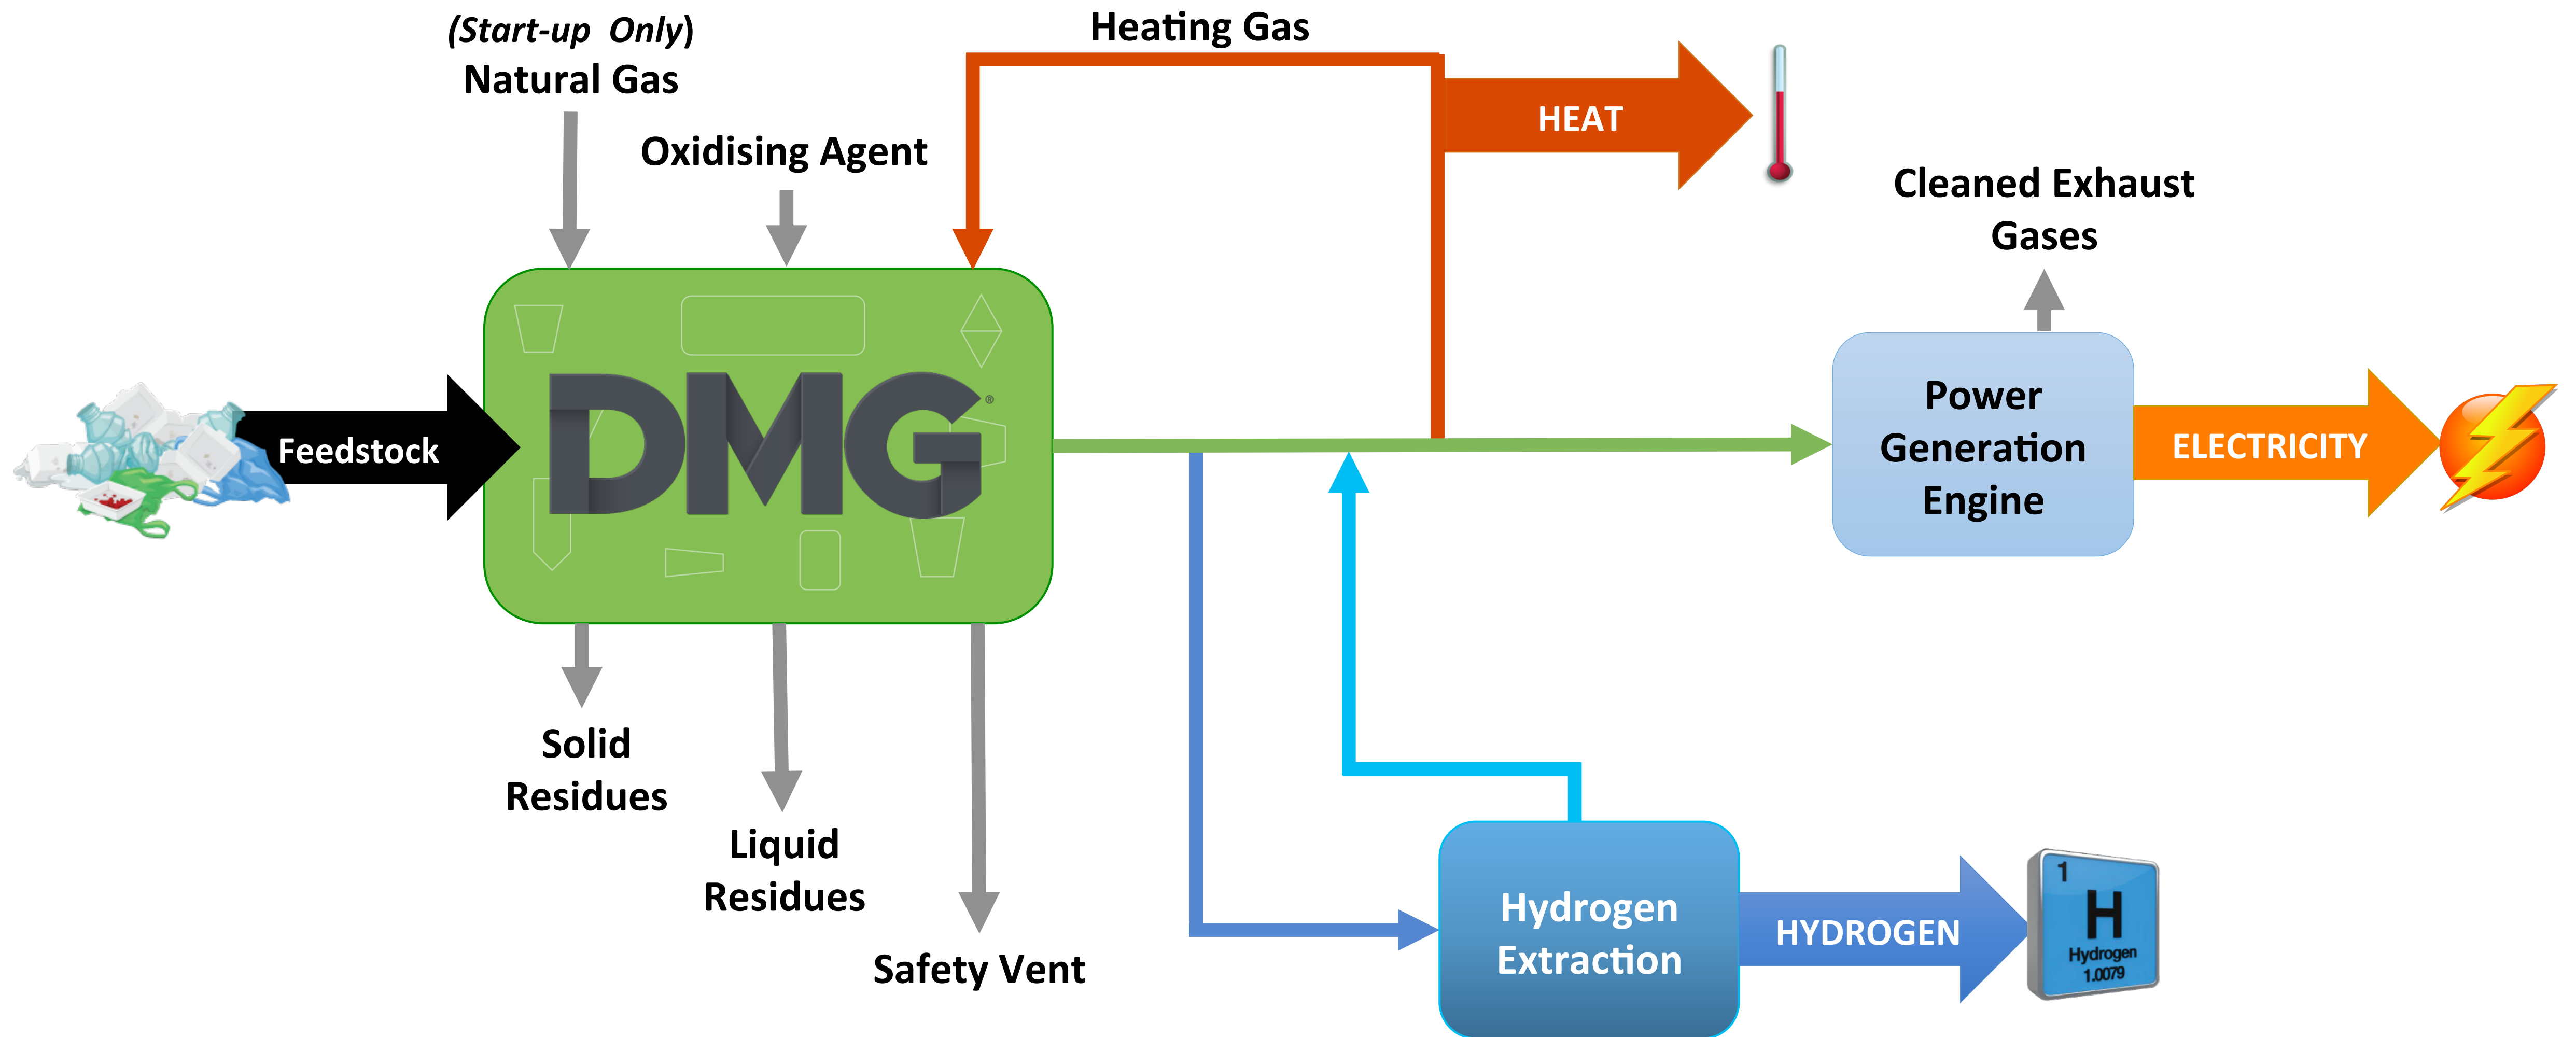 (Start-up Only)
Natural Gas
Oxidising Agent
Heating Gas
HEAT
Cleaned Exhaust
Gases
Feedstock
DMG®
Power
Generation
Engine
ELECTRICITY
Solid
Residues
Liquid
Residues
Safety Vent
Hydrogen
Extraction
HYDROGEN
1
H
Hydrogen
1.0079